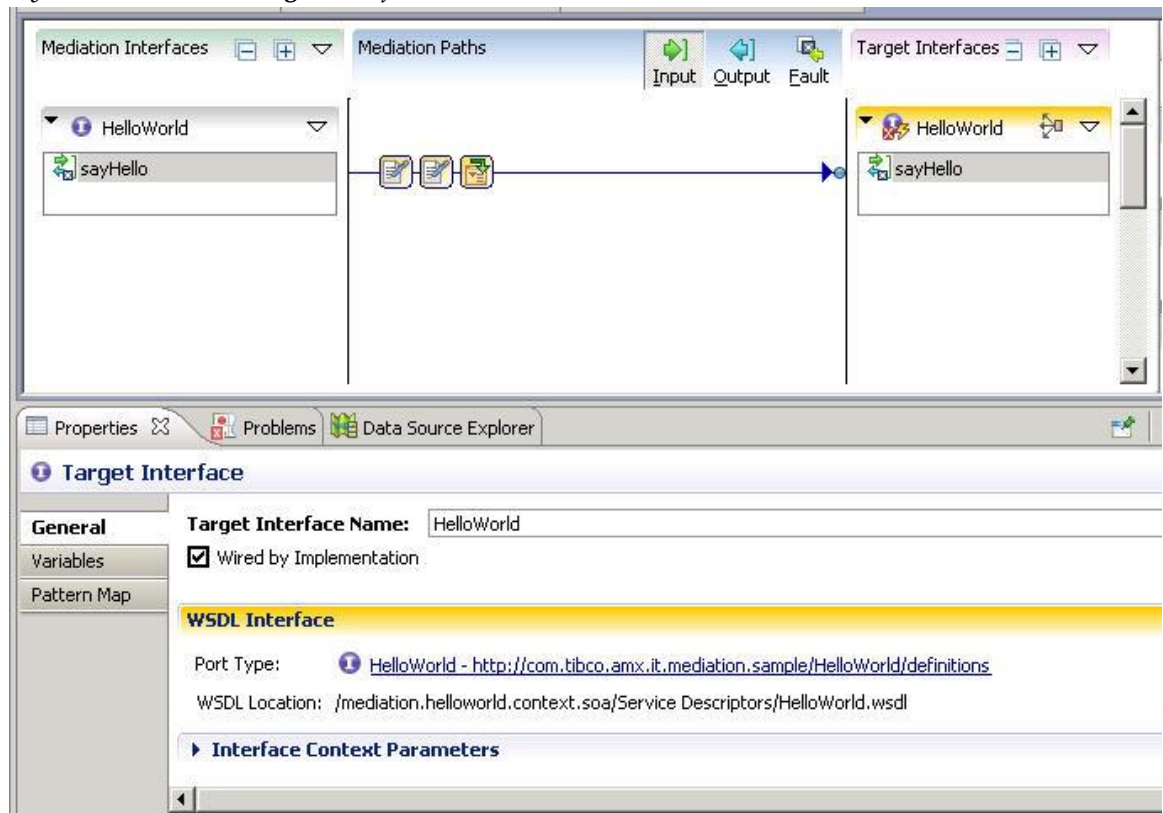 Mediation Interfaces
Mediation Paths
Input Output Fault
Target Interfaces
HelloWorld
HelloWorld
sayHello
sayHello
Properties
Problems
Data Source Explorer
Target Interface
General
Variables
Pattern Map
Target Interface Name: HelloWorld
Wired by Implementation
WSDL Interface
Port Type: HelloWorld - http://com.tibco.amx.it.mediation.sample/HelloWorld/definitions
WSDL Location: /mediation.helloworld.context.soa/Service Descriptors/HelloWorld.wsdl
Interface Context Parameters